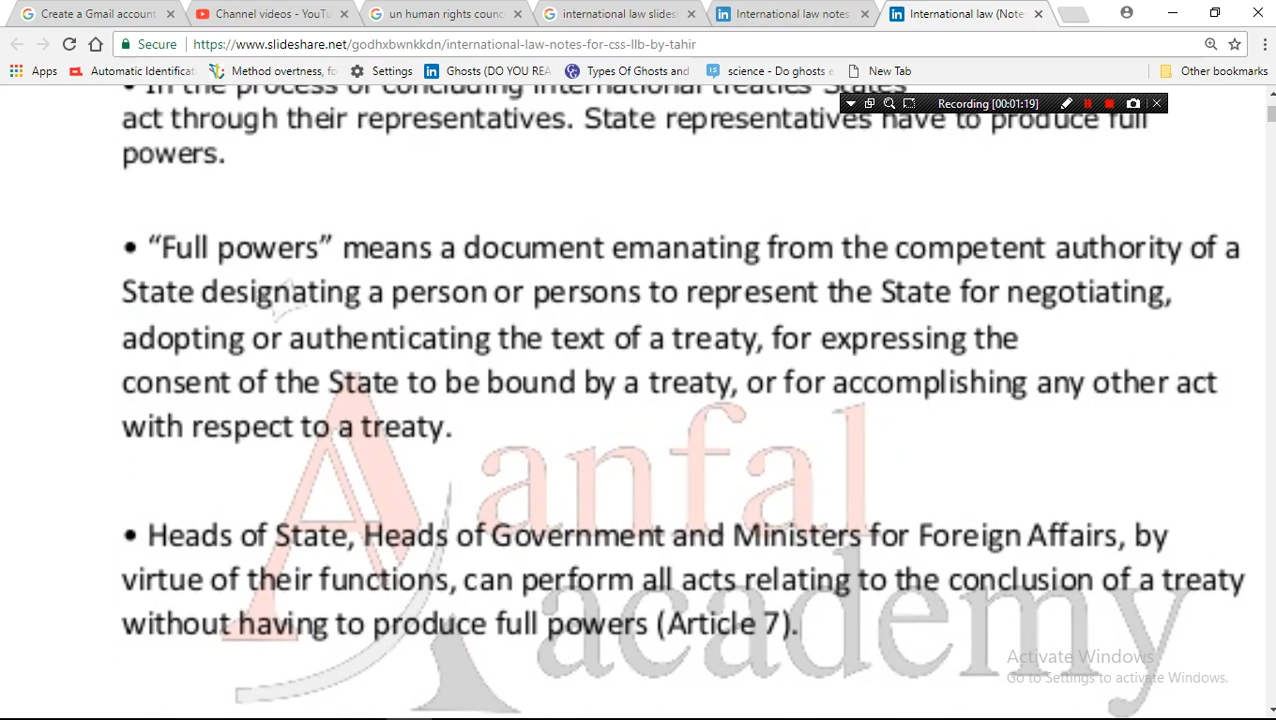 Create a Gmail account
Channel videos - YouTu
un human rights counc
international law slides
International law notes
International law (Note
Secure
https://www.slideshare.net/godhxbwnkkdn/international-law-notes-for-css-llb-by-tahir
Apps
Automatic Identificat
Method overtness, fo
Settings
Ghosts (DO YOU REA
Types Of Ghosts and
science - Do ghosts e
New Tab
Other bookmarks
Recording [00:01:19]
• In the process of concluding international treaties States
act through their representatives. State representatives have to produce full
powers.
• “Full powers” means a document emanating from the competent authority of a
State designating a person or persons to represent the State for negotiating,
adopting or authenticating the text of a treaty, for expressing the
consent of the State to be bound by a treaty, or for accomplishing any other act
with respect to a treaty.
• Heads of State, Heads of Government and Ministers for Foreign Affairs, by
virtue of their functions, can perform all acts relating to the conclusion of a treaty
without having to produce full powers (Article 7).
anfal
academy
Activate Windows
Go to Settings to activate Windows.